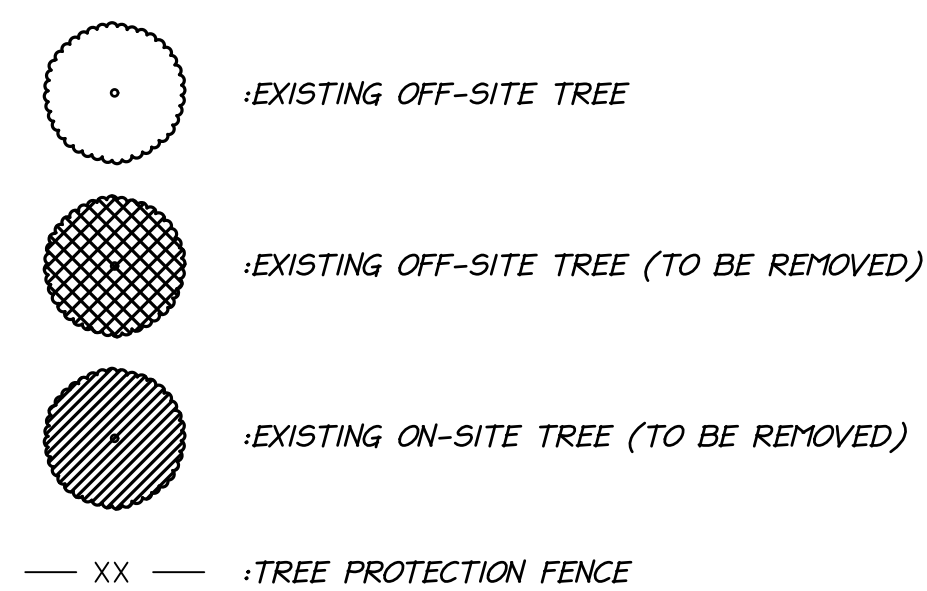 :EXISTING OFF-SITE TREE
:EXISTING OFF-SITE TREE (TO BE REMOVED)
:EXISTING ON-SITE TREE (TO BE REMOVED)
XX :TREE PROTECTION FENCE